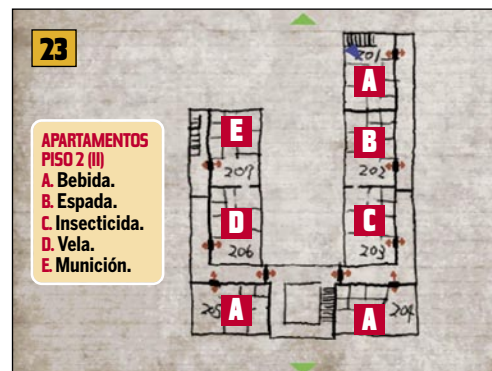 23
APARTAMENTOS
PISO 2 (II)
A. Bebida.
B. Espada.
C. Insecticida.
D. Vela.
E. Munición.
201
A
E
B
207
202
D
C
206
203
205
A
A
204